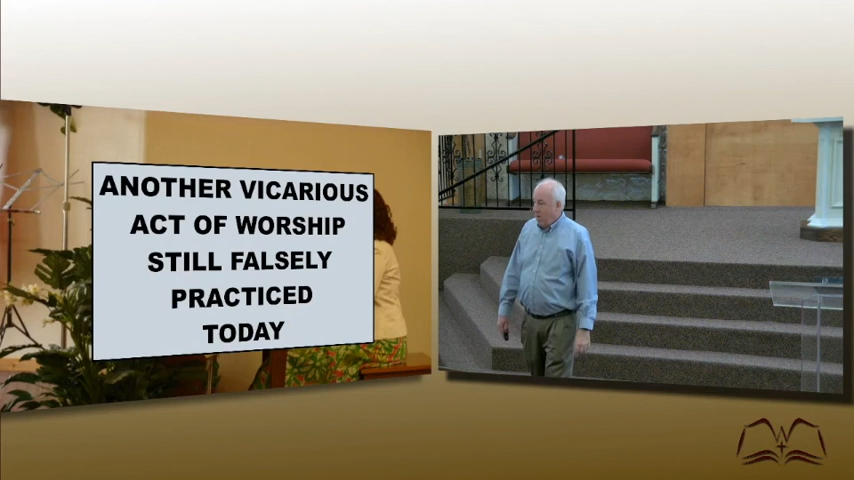 ANOTHER VICARIOUS
ACT OF WORSHIP
STILL FALSELY
PRACTICED
TODAY